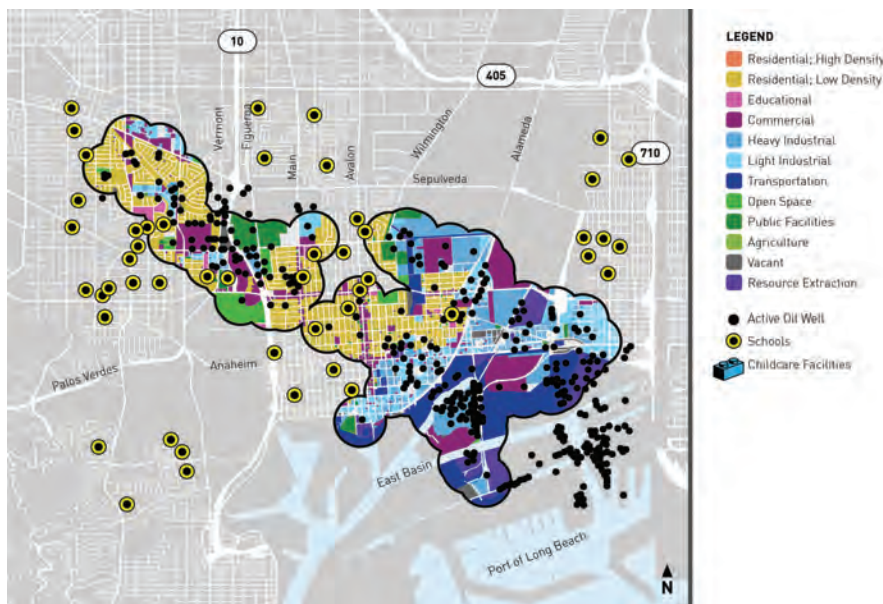 10
405
710
Vermont
Figueroa
Main
Avalon
Wilmington
Alameda
Sepulveda
Palos Verdes
Anaheim
East Basin
Port of Long Beach
N
LEGEND
Residential; High Density
Residential; Low Density
Educational
Commercial
Heavy Industrial
Light Industrial
Transportation
Open Space
Public Facilities
Agriculture
Vacant
Resource Extraction
Active Oil Well
Schools
Childcare Facilities